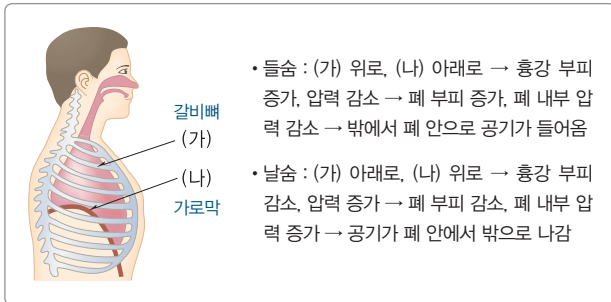 갈비뼈
(가)
(나)
가로막
• 들숨 : (가) 위로, (나) 아래로 → 흉강 부피
증가, 압력 감소 → 폐 부피 증가, 폐 내부 압
력 감소 → 밖에서 폐 안으로 공기가 들어옴
• 날숨 : (가) 아래로, (나) 위로 → 흉강 부피
감소, 압력 증가 → 폐 부피 감소, 폐 내부 압
력 증가 → 공기가 폐 안에서 밖으로 나감